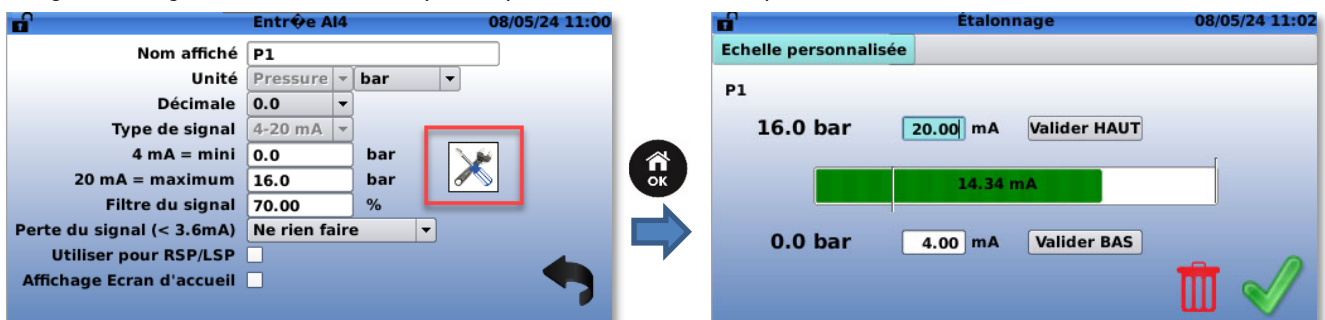 Entr�e AI4 08/05/24 11:00
Nom affiché P1
Unité Pressure bar
Décimale 0.0
Type de signal 4-20 mA
4 mA = mini 0.0 bar
20 mA = maximum 16.0 bar
Filtre du signal 70.00 %
Perte du signal (< 3.6mA) Ne rien faire
Utiliser pour RSP/LSP
Affichage Ecran d'accueil
OK
Étalonnage 08/05/24 11:02
Echelle personnalisée
P1
16.0 bar 20.00 mA Valider HAUT
14.34 mA
0.0 bar 4.00 mA Valider BAS